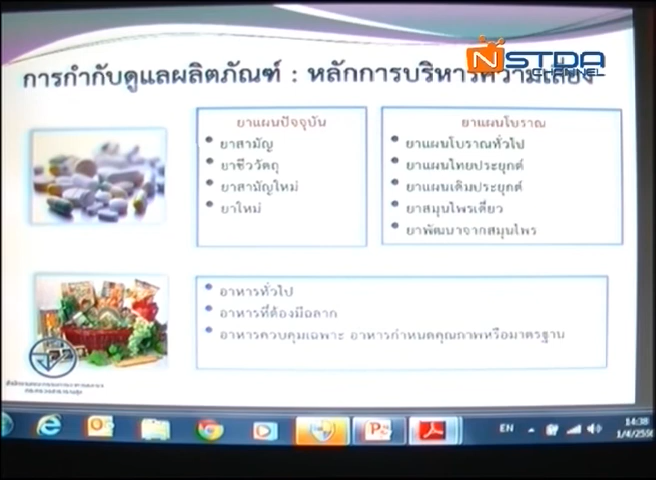 NSTDA
CHANNEL
การกำกับดูแลผลิตภัณฑ์ : หลักการบริหารความเสี่ยง
ยาแผนปัจจุบัน
ยาสามัญ
ยาชีววัตถุ
ยาสามัญใหม่
ยาใหม่
ยาแผนโบราณ
ยาแผนโบราณทั่วไป
ยาแผนไทยประยุกต์
ยาแผนเดิมประยุกต์
ยาสมุนไพรเดี่ยว
ยาพัฒนาจากสมุนไพร
อาหารทั่วไป
อาหารที่ต้องมีฉลาก
อาหารควบคุมเฉพาะ อาหารกำหนดคุณภาพหรือมาตรฐาน
EN
14:38